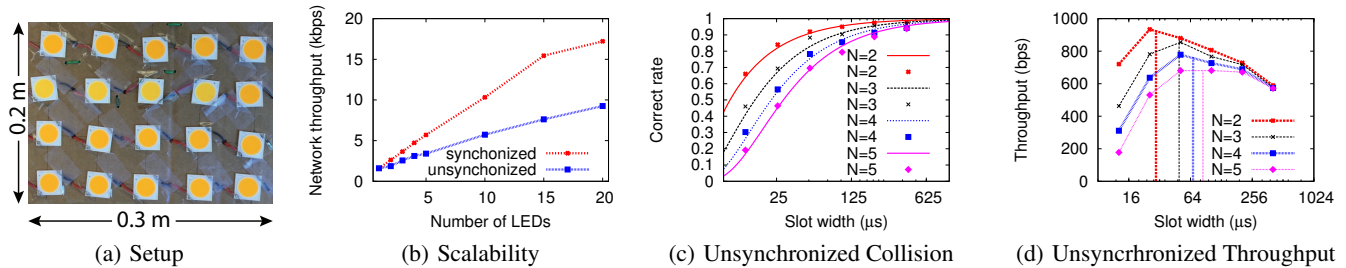 0.2 m
0.3 m
(a) Setup
Network throughput (kbps)
20
15
10
5
0
synchonized
unsynchronized
5 10 15 20
Number of LEDs
(b) Scalability
Correct rate
1
0.9
0.8
0.7
0.6
0.5
0.4
0.3
0.2
0.1
0
N=2
N=2
N=3
N=3
N=4
N=4
N=5
N=5
25 125 625
Slot width (μs)
(c) Unsynchronized Collision
Throughput (bps)
1000
800
600
400
200
0
N=2
N=3
N=4
N=5
16 64 256 1024
Slot width (μs)
(d) Unsyncrhronized Throughput